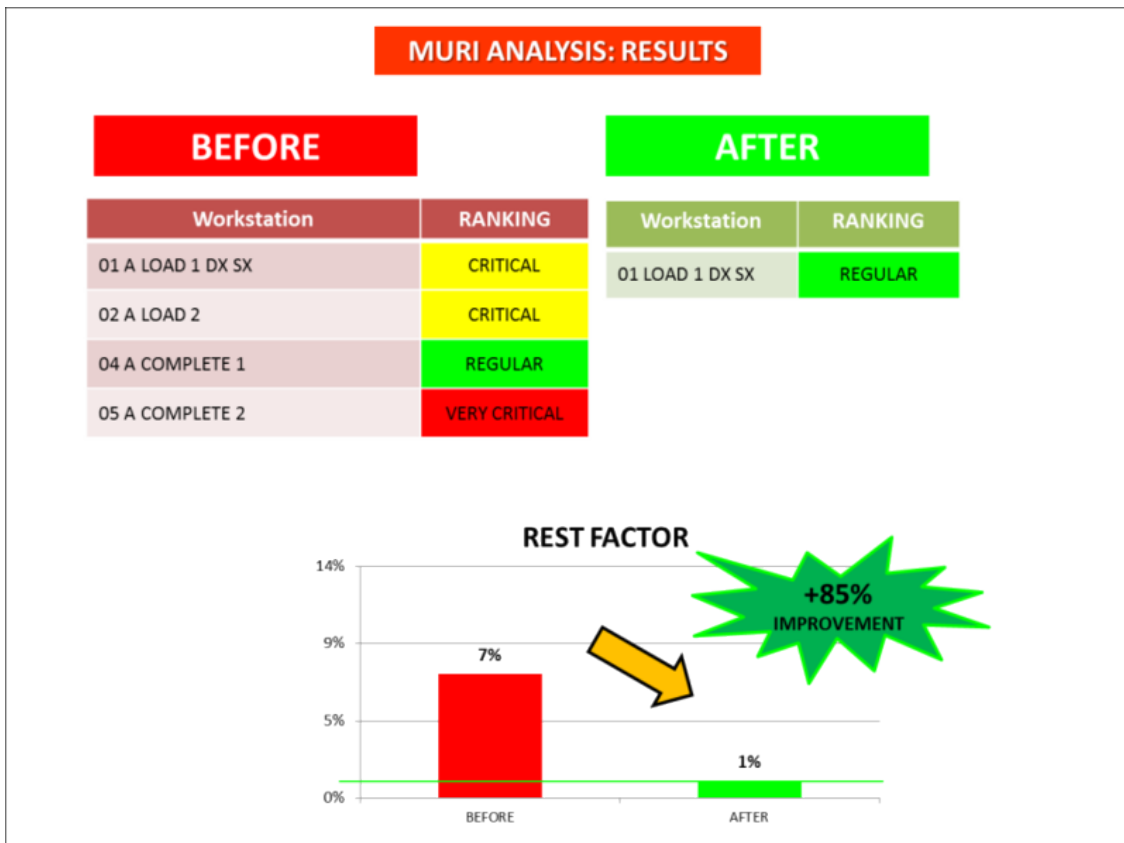 MURI ANALYSIS: RESULTS
BEFORE
Workstation RANKING
01 A LOAD 1 DX SX CRITICAL
02 A LOAD 2 CRITICAL
04 A COMPLETE 1 REGULAR
05 A COMPLETE 2 VERY CRITICAL
AFTER
Workstation RANKING
01 LOAD 1 DX SX REGULAR
REST FACTOR
14%
9%
5%
0%
7%
1%
BEFORE AFTER
+85%
IMPROVEMENT